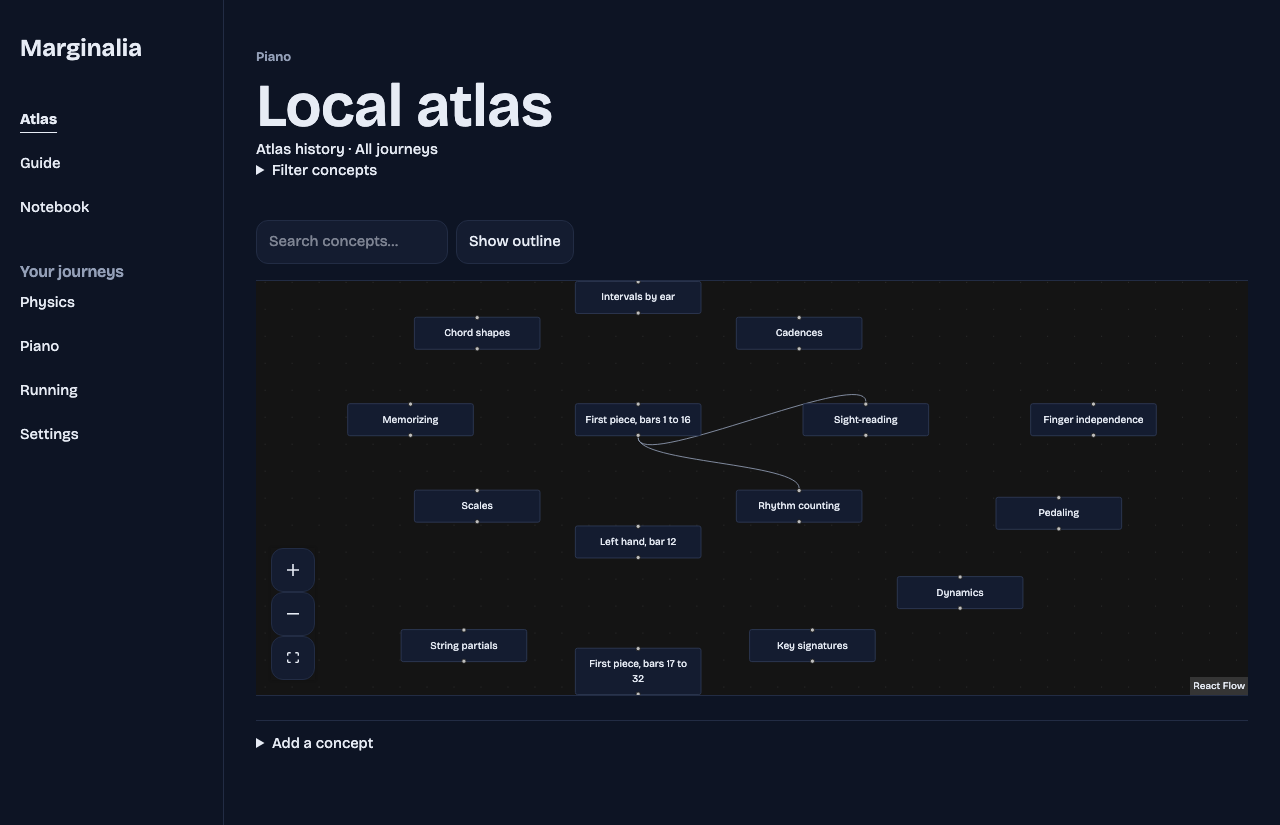 Marginalia
Atlas
Guide
Notebook
Your journeys
Physics
Piano
Running
Settings
Piano
Local atlas
Atlas history · All journeys
Filter concepts
Search concepts...
Show outline
Intervals by ear
Chord shapes
Cadences
Memorizing
First piece, bars 1 to 16
Sight-reading
Finger independence
Scales
Rhythm counting
Pedaling
Left hand, bar 12
Dynamics
String partials
Key signatures
First piece, bars 17 to
32
React Flow
Add a concept